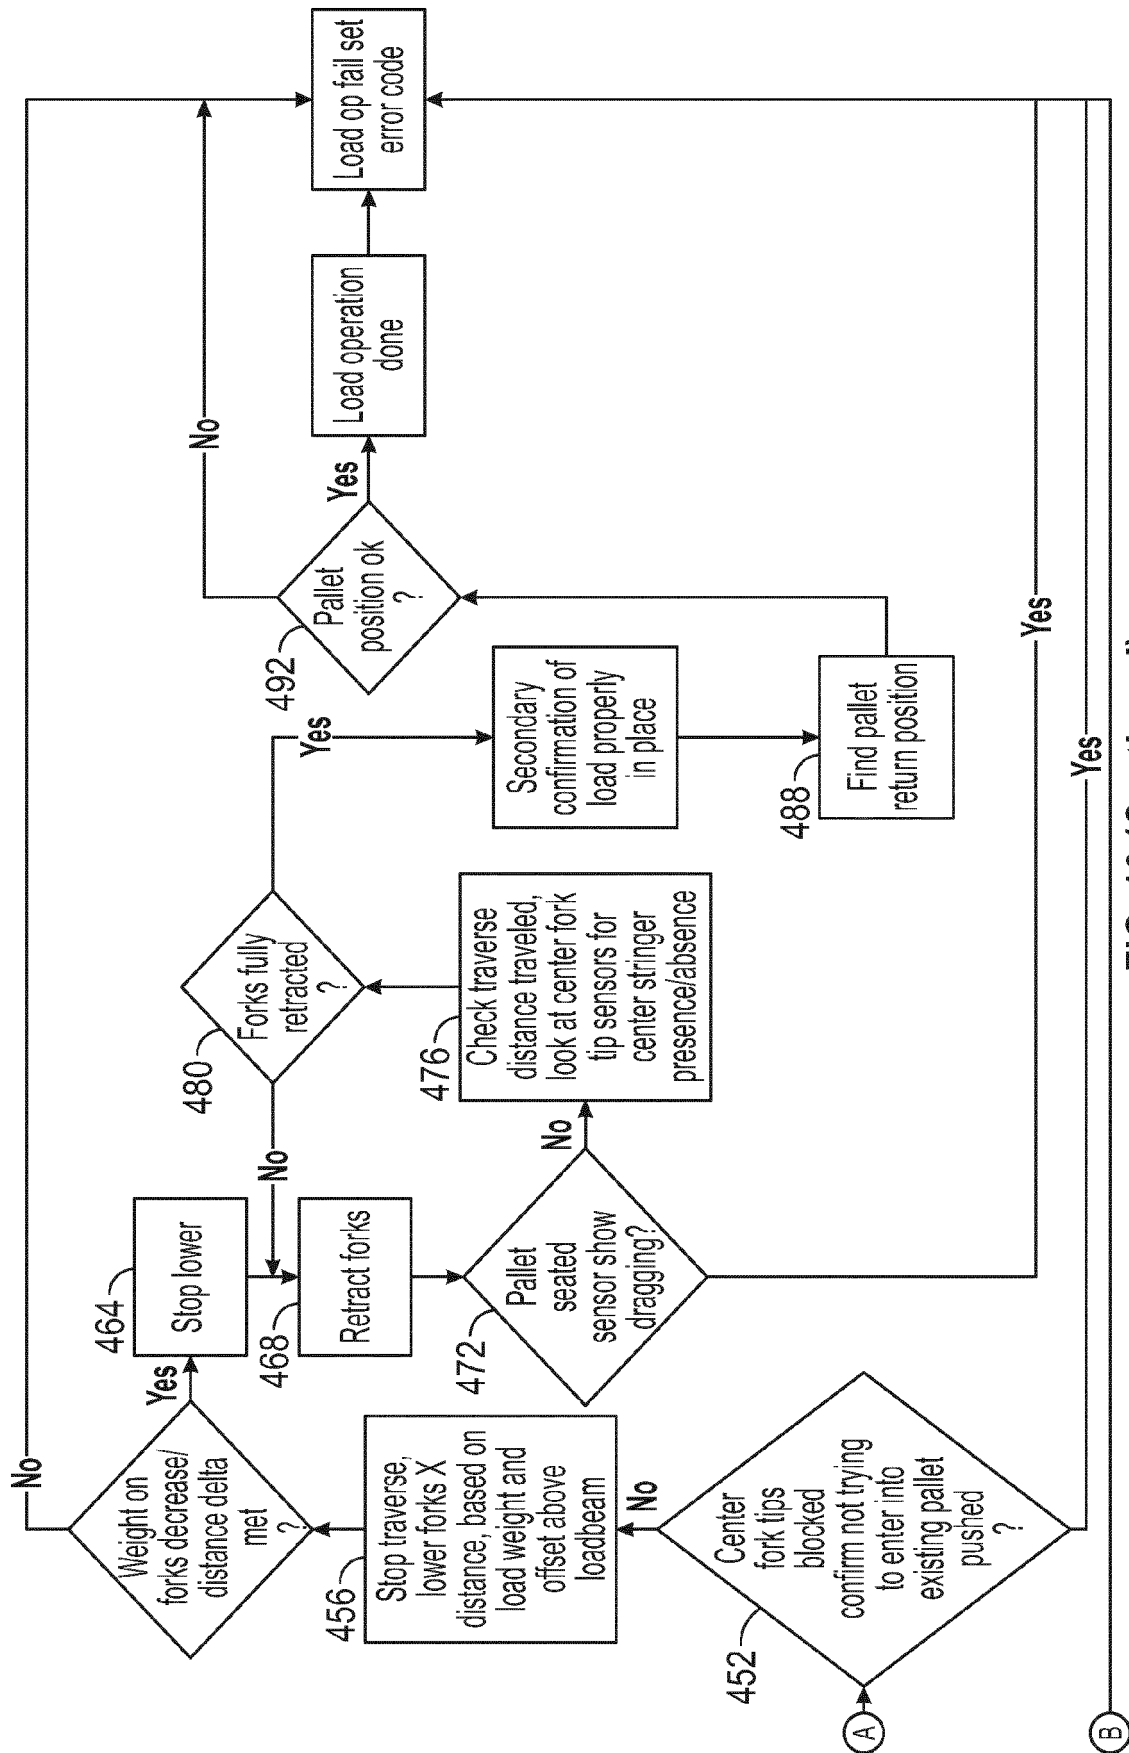 A
452
Center
fork tips
blocked
confirm not trying
to enter into
existing pallet
pushed
?
No
Yes
456
Stop traverse,
lower forks X
distance, based on
load weight and
offset above
loadbeam
Weight on
forks decrease/
distance delta
met
?
No
Yes
464
Stop lower
468
Retract forks
472
Pallet
seated
sensor show
dragging?
No
Yes
476
Check traverse
distance traveled,
look at center fork
tip sensors for
center stringer
presence/absence
480
Forks fully
retracted
?
No
Yes
Secondary
confirmation of
load properly
in place
488
Find pallet
return position
492
Pallet
position ok
?
No
Yes
Load operation
done
Load op fail set
error code
B